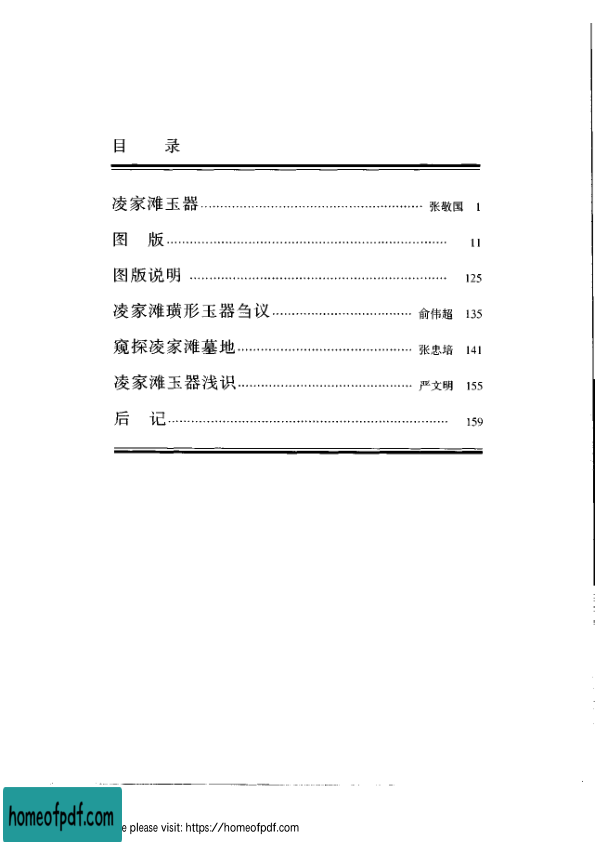 目 录
凌家滩玉器 张敬国 1
图 版 11
图版说明 125
凌家滩璜形玉器刍议 俞伟超 135
窥探凌家滩墓地 张忠培 141
凌家滩玉器浅识 严文明 155
后 记 159
homeofpdf.com
e please visit: https://homeofpdf.com